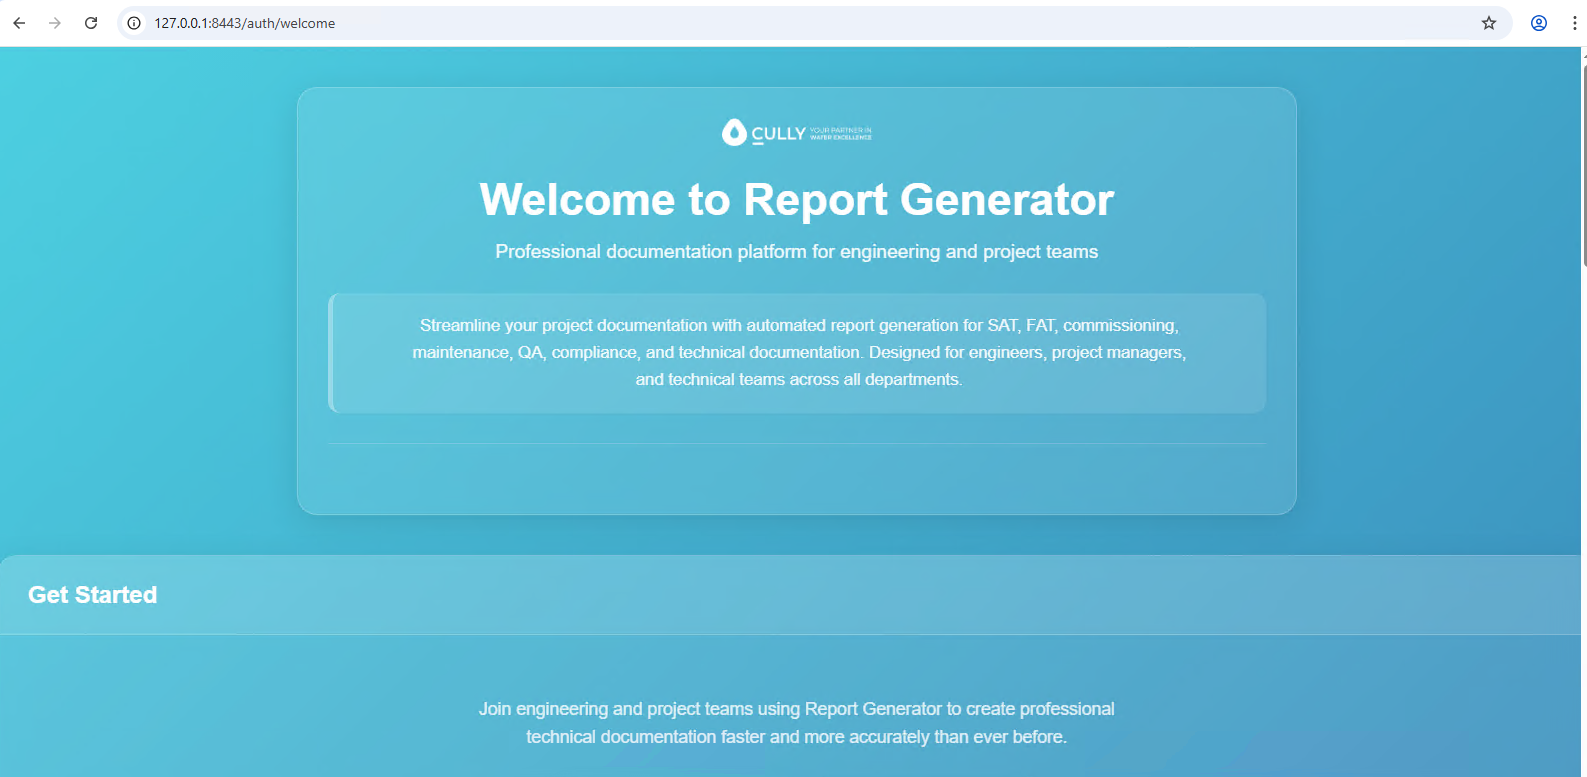 127.0.0.1:8443/auth/welcome
CULLY YOUR PARTNER IN
WATER EXCELLENCE
Welcome to Report Generator
Professional documentation platform for engineering and project teams
Streamline your project documentation with automated report generation for SAT, FAT, commissioning,
maintenance, QA, compliance, and technical documentation. Designed for engineers, project managers,
and technical teams across all departments.
Get Started
Join engineering and project teams using Report Generator to create professional
technical documentation faster and more accurately than ever before.